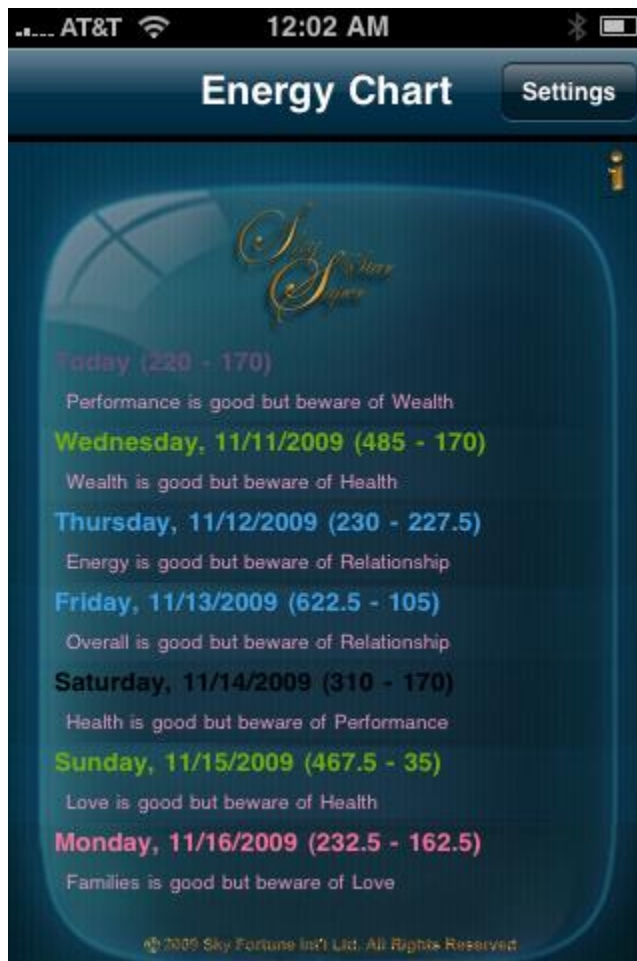 AT&T 12:02 AM
Energy Chart
Settings
i
Sky Star
Super
Today (220 - 170)
Performance is good but beware of Wealth
Wednesday, 11/11/2009 (485 - 170)
Wealth is good but beware of Health
Thursday, 11/12/2009 (230 - 227.5)
Energy is good but beware of Relationship
Friday, 11/13/2009 (622.5 - 105)
Overall is good but beware of Relationship
Saturday, 11/14/2009 (310 - 170)
Health is good but beware of Performance
Sunday, 11/15/2009 (467.5 - 35)
Love is good but beware of Health
Monday, 11/16/2009 (232.5 - 162.5)
Families is good but beware of Love
© 2009 Sky Fortune Int'l Ltd. All Rights Reserved